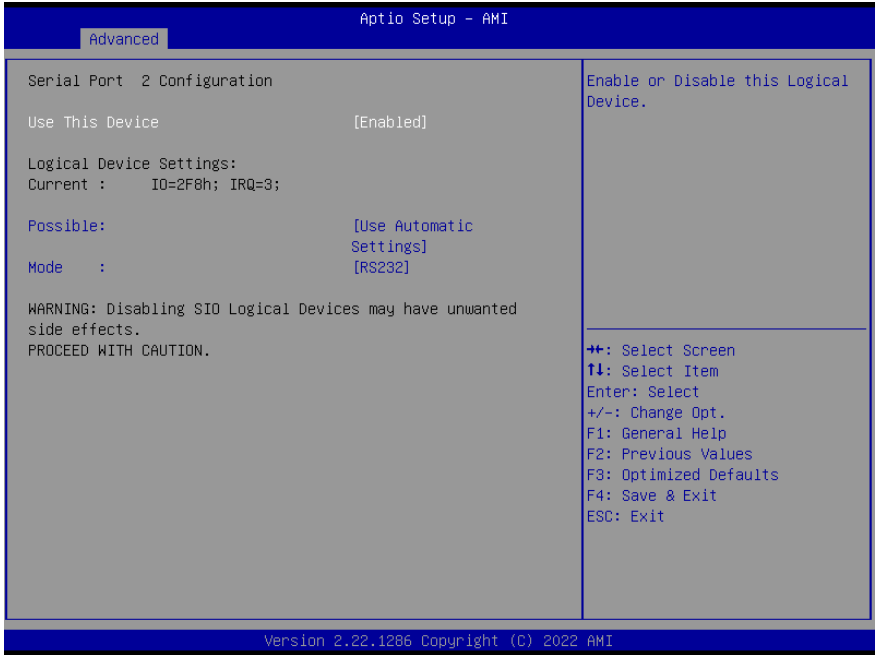 Aptio Setup – AMI
Advanced
Serial Port  2 Configuration
Use This Device [Enabled]
Logical Device Settings:
Current :     IO=2F8h; IRQ=3;
Possible: [Use Automatic
Settings]
Mode    : [RS232]
WARNING: Disabling SIO Logical Devices may have unwanted
side effects.
PROCEED WITH CAUTION.
Enable or Disable this Logical
Device.
→←: Select Screen
↑↓: Select Item
Enter: Select
+/-: Change Opt.
F1: General Help
F2: Previous Values
F3: Optimized Defaults
F4: Save & Exit
ESC: Exit
Version 2.22.1286 Copyright (C) 2022 AMI